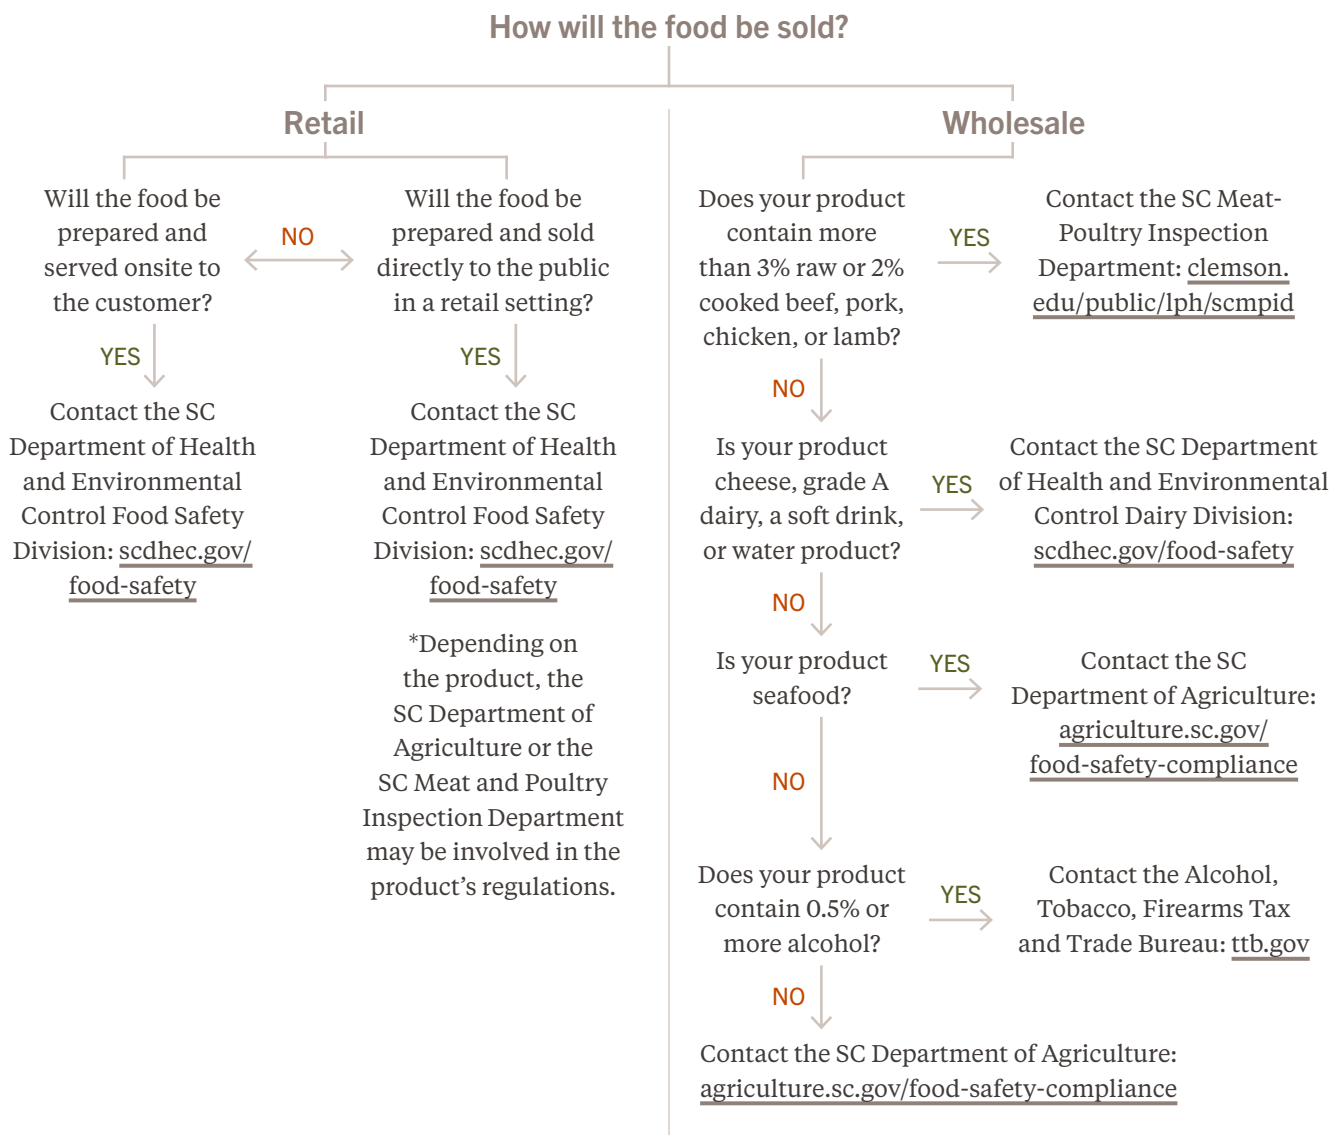 How will the food be sold?
Retail
Will the food be
prepared and
served onsite to
the customer?
NO
Will the food be
prepared and sold
directly to the public
in a retail setting?
YES
Contact the SC
Department of Health
and Environmental
Control Food Safety
Division: scdhec.gov/
food-safety
YES
Contact the SC
Department of Health
and Environmental
Control Food Safety
Division: scdhec.gov/
food-safety
*Depending on
the product, the
SC Department of
Agriculture or the
SC Meat and Poultry
Inspection Department
may be involved in the
product’s regulations.
Wholesale
Does your product
contain more
than 3% raw or 2%
cooked beef, pork,
chicken, or lamb?
YES
Contact the SC Meat-
Poultry Inspection
Department: clemson.
edu/public/lph/scmpid
NO
Is your product
cheese, grade A
dairy, a soft drink,
or water product?
YES
Contact the SC Department
of Health and Environmental
Control Dairy Division:
scdhec.gov/food-safety
NO
Is your product
seafood?
YES
Contact the SC
Department of Agriculture:
agriculture.sc.gov/
food-safety-compliance
NO
Does your product
contain 0.5% or
more alcohol?
YES
Contact the Alcohol,
Tobacco, Firearms Tax
and Trade Bureau: ttb.gov
NO
Contact the SC Department of Agriculture:
agriculture.sc.gov/food-safety-compliance